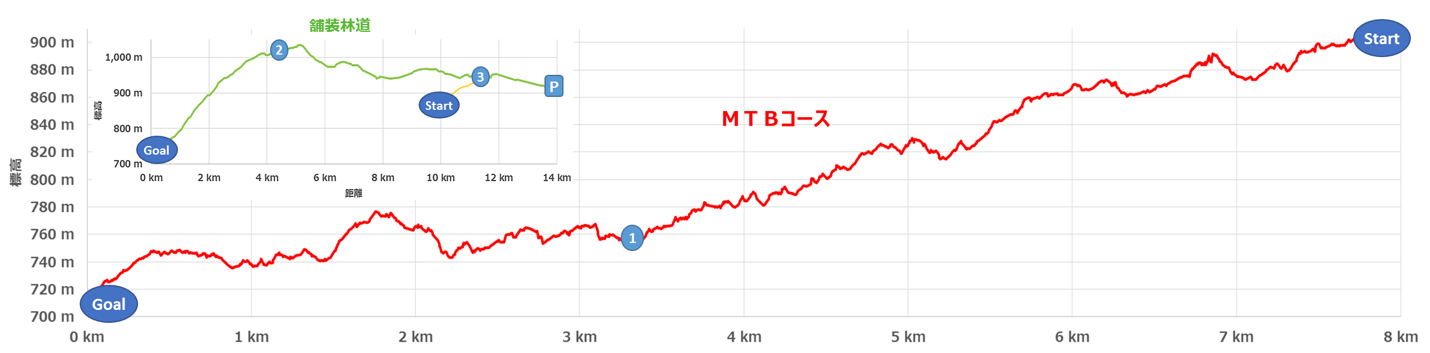 舗装林道
900 m
880 m
860 m
840 m
820 m
800 m
780 m
760 m
740 m
720 m
700 m
標高
1,000 m
900 m
800 m
700 m
標高
2
3
P
Start
Goal
0 km 2 km 4 km 6 km 8 km 10 km 12 km 14 km
距離
Start
ＭＴＢコース
1
Goal
0 km 1 km 2 km 3 km 4 km 5 km 6 km 7 km 8 km